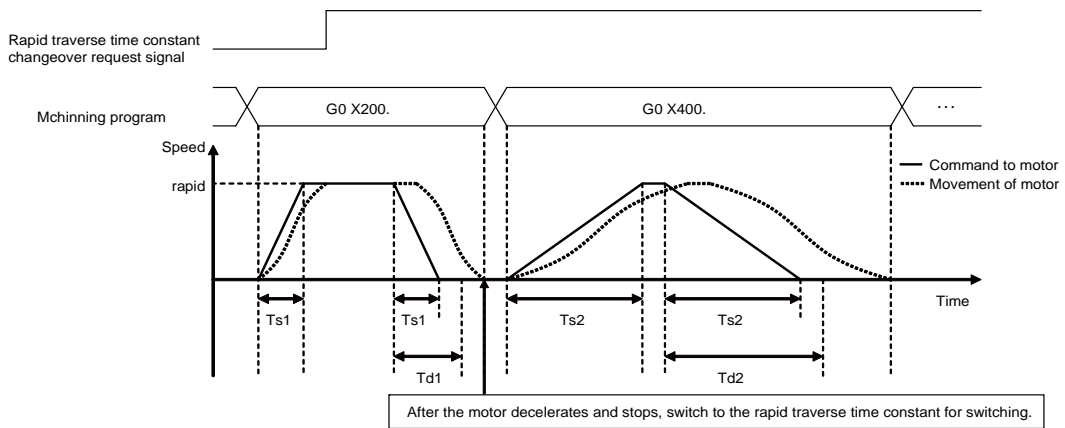 Rapid traverse time constant
changeover request signal
Mchinning program
G0 X200.
G0 X400.
...
Speed
rapid
Command to motor
Movement of motor
Time
Ts1
Ts1
Ts2
Ts2
Td1
Td2
After the motor decelerates and stops, switch to the rapid traverse time constant for switching.